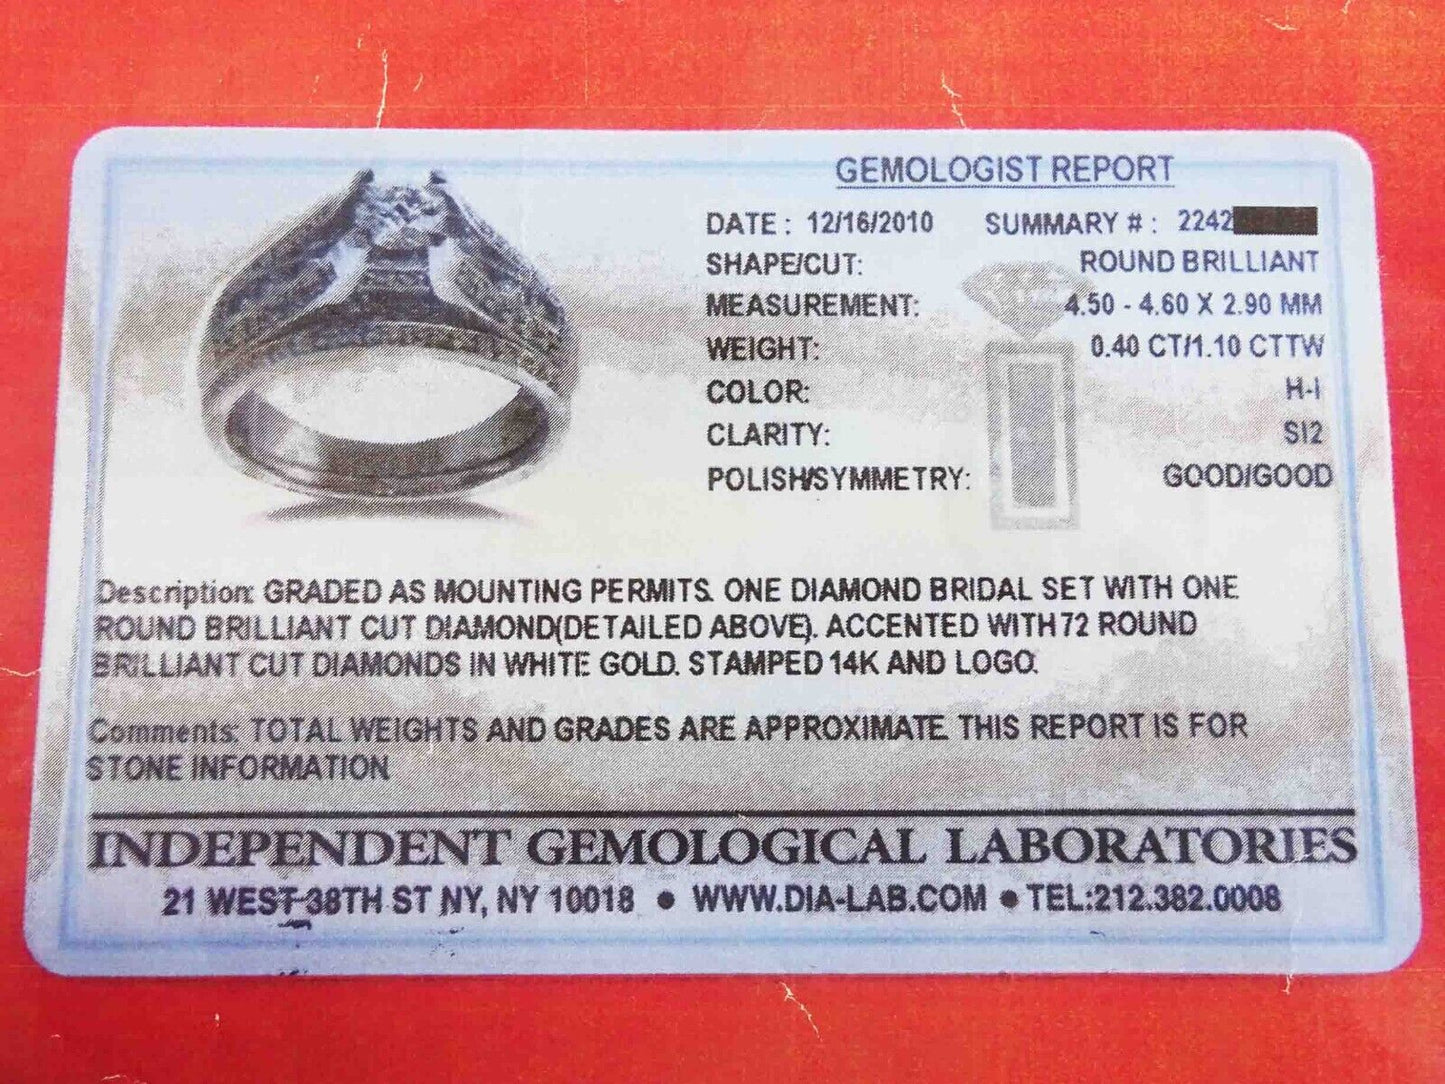 GEMOLOGIST REPORT
DATE: 12/16/2010 SUMMARY #: 2242
SHAPE/CUT: ROUND BRILLIANT
MEASUREMENT: 4.50 - 4.60 X 2.90 MM
WEIGHT: 0.40 CT/1.10 CTTW
COLOR: H-I
CLARITY: SI2
POLISH/SYMMETRY: GOOD/GOOD
Description: GRADED AS MOUNTING PERMITS. ONE DIAMOND BRIDAL SET WITH ONE
ROUND BRILLIANT CUT DIAMOND(DETAILED ABOVE). ACCENTED WITH 72 ROUND
BRILLIANT CUT DIAMONDS IN WHITE GOLD. STAMPED 14K AND LOGO.
Comments: TOTAL WEIGHTS AND GRADES ARE APPROXIMATE. THIS REPORT IS FOR
STONE INFORMATION
INDEPENDENT GEMOLOGICAL LABORATORIES
21 WEST 38TH ST NY, NY 10018 • WWW.DIA-LAB.COM • TEL:212.382.0008